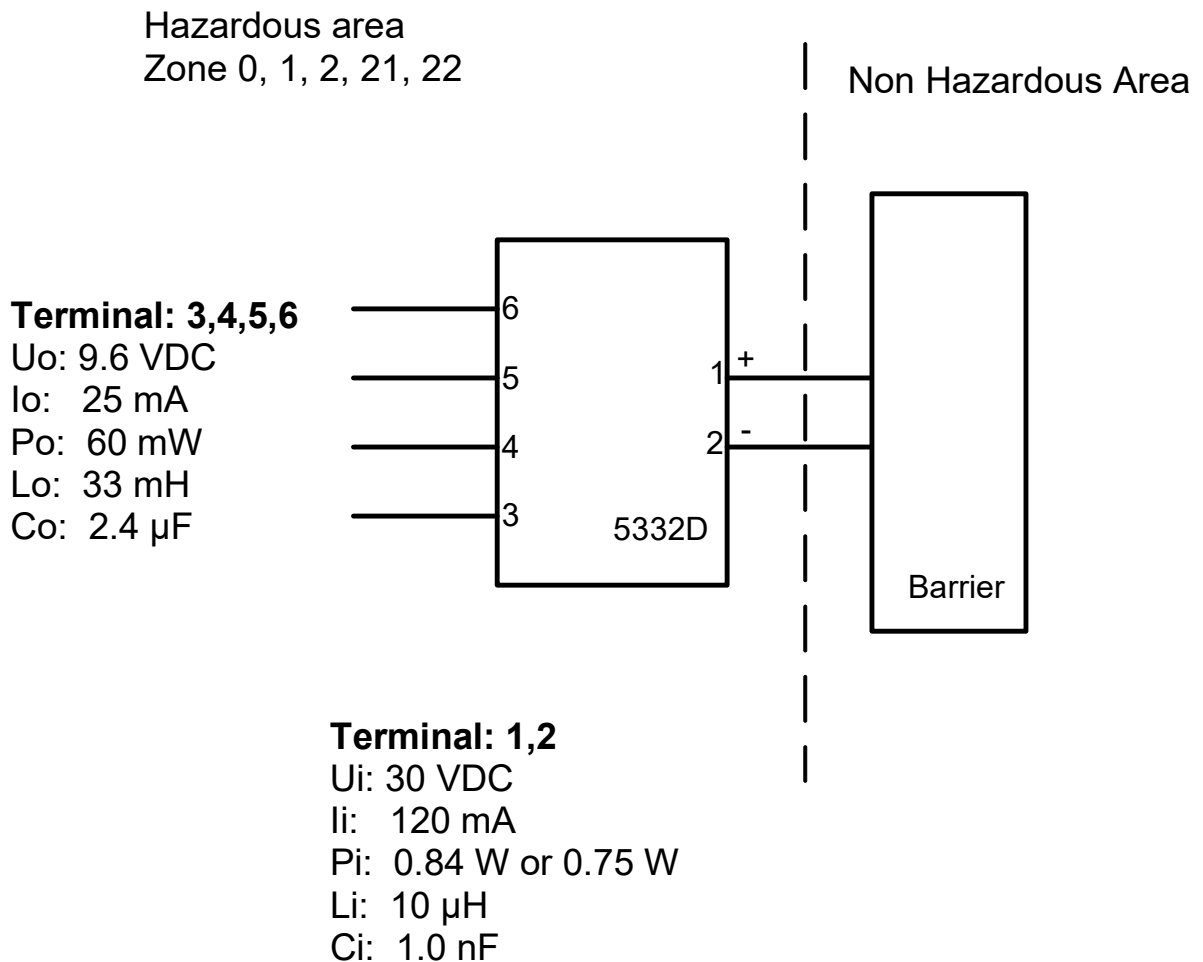 Hazardous area
Zone 0, 1, 2, 21, 22
Non Hazardous Area
Terminal: 3,4,5,6
Uo: 9.6 VDC
Io: 25 mA
Po: 60 mW
Lo: 33 mH
Co: 2.4 µF
6
5
4
3
1
+
2
-
5332D
Barrier
Terminal: 1,2
Ui: 30 VDC
Ii: 120 mA
Pi: 0.84 W or 0.75 W
Li: 10 µH
Ci: 1.0 nF